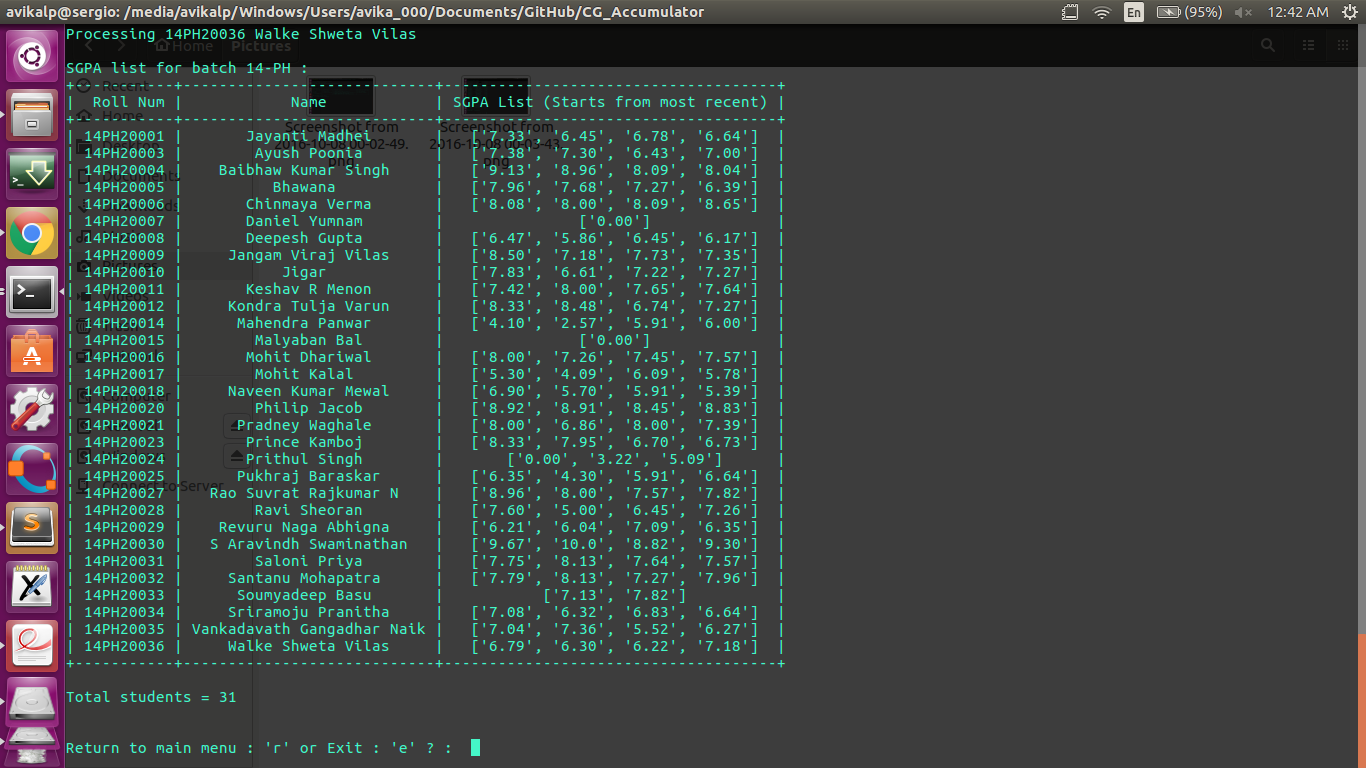 avikalp@sergio: /media/avikalp/Windows/Users/avika_000/Documents/GitHub/CG_Accumulator
En
(95%)
12:42 AM
Processing 14PH20036 Walke Shweta Vilas
Home
Pictures
SGPA list for batch 14-PH :
+-----------+----------------------------+-------------------------------------+
| Roll Num | Name | SGPA List (Starts from most recent) |
+-----------+----------------------------+-------------------------------------+
| 14PH20001 | Jayanti Madhei | ['7.33', '6.45', '6.78', '6.64'] |
| 14PH20003 | Ayush Poonia | ['7.38', '7.30', '6.43', '7.00'] |
| 14PH20004 | Baibhaw Kumar Singh | ['9.13', '8.96', '8.09', '8.04'] |
| 14PH20005 | Bhawana | ['7.96', '7.68', '7.27', '6.39'] |
| 14PH20006 | Chinmaya Verma | ['8.08', '8.00', '8.09', '8.65'] |
| 14PH20007 | Daniel Yumnam | ['0.00'] |
| 14PH20008 | Deepesh Gupta | ['6.47', '5.86', '6.45', '6.17'] |
| 14PH20009 | Jangam Viraj Vilas | ['8.50', '7.18', '7.73', '7.35'] |
| 14PH20010 | Jigar | ['7.83', '6.61', '7.22', '7.27'] |
| 14PH20011 | Keshav R Menon | ['7.42', '8.00', '7.65', '7.64'] |
| 14PH20012 | Kondra Tulja Varun | ['8.33', '8.48', '6.74', '7.27'] |
| 14PH20014 | Mahendra Panwar | ['4.10', '2.57', '5.91', '6.00'] |
| 14PH20015 | Malyaban Bal | ['0.00'] |
| 14PH20016 | Mohit Dhariwal | ['8.00', '7.26', '7.45', '7.57'] |
| 14PH20017 | Mohit Kalal | ['5.30', '4.09', '6.09', '5.78'] |
| 14PH20018 | Naveen Kumar Mewal | ['6.90', '5.70', '5.91', '5.39'] |
| 14PH20020 | Philip Jacob | ['8.92', '8.91', '8.45', '8.83'] |
| 14PH20021 | Pradney Waghale | ['8.00', '6.86', '8.00', '7.39'] |
| 14PH20023 | Prince Kamboj | ['8.33', '7.95', '6.70', '6.73'] |
| 14PH20024 | Prithul Singh | ['0.00', '3.22', '5.09'] |
| 14PH20025 | Pukhraj Baraskar | ['6.35', '4.30', '5.91', '6.64'] |
| 14PH20027 | Rao Suvrat Rajkumar N | ['8.96', '8.00', '7.57', '7.82'] |
| 14PH20028 | Ravi Sheoran | ['7.60', '5.00', '6.45', '7.26'] |
| 14PH20029 | Revuru Naga Abhigna | ['6.21', '6.04', '7.09', '6.35'] |
| 14PH20030 | S Aravindh Swaminathan | ['9.67', '10.0', '8.82', '9.30'] |
| 14PH20031 | Saloni Priya | ['7.75', '8.13', '7.64', '7.57'] |
| 14PH20032 | Santanu Mohapatra | ['7.79', '8.13', '7.27', '7.96'] |
| 14PH20033 | Soumyadeep Basu | ['7.13', '7.82'] |
| 14PH20034 | Sriramoju Pranitha | ['7.08', '6.32', '6.83', '6.64'] |
| 14PH20035 | Vankadavath Gangadhar Naik | ['7.04', '7.36', '5.52', '6.27'] |
| 14PH20036 | Walke Shweta Vilas | ['6.79', '6.30', '6.22', '7.18'] |
+-----------+----------------------------+-------------------------------------+
Total students = 31
Return to main menu : 'r' or Exit : 'e' ? :
Recent
Home
Connect to Server
Screenshot from
2016-10-08 00-02-49.
png
Screenshot from
png